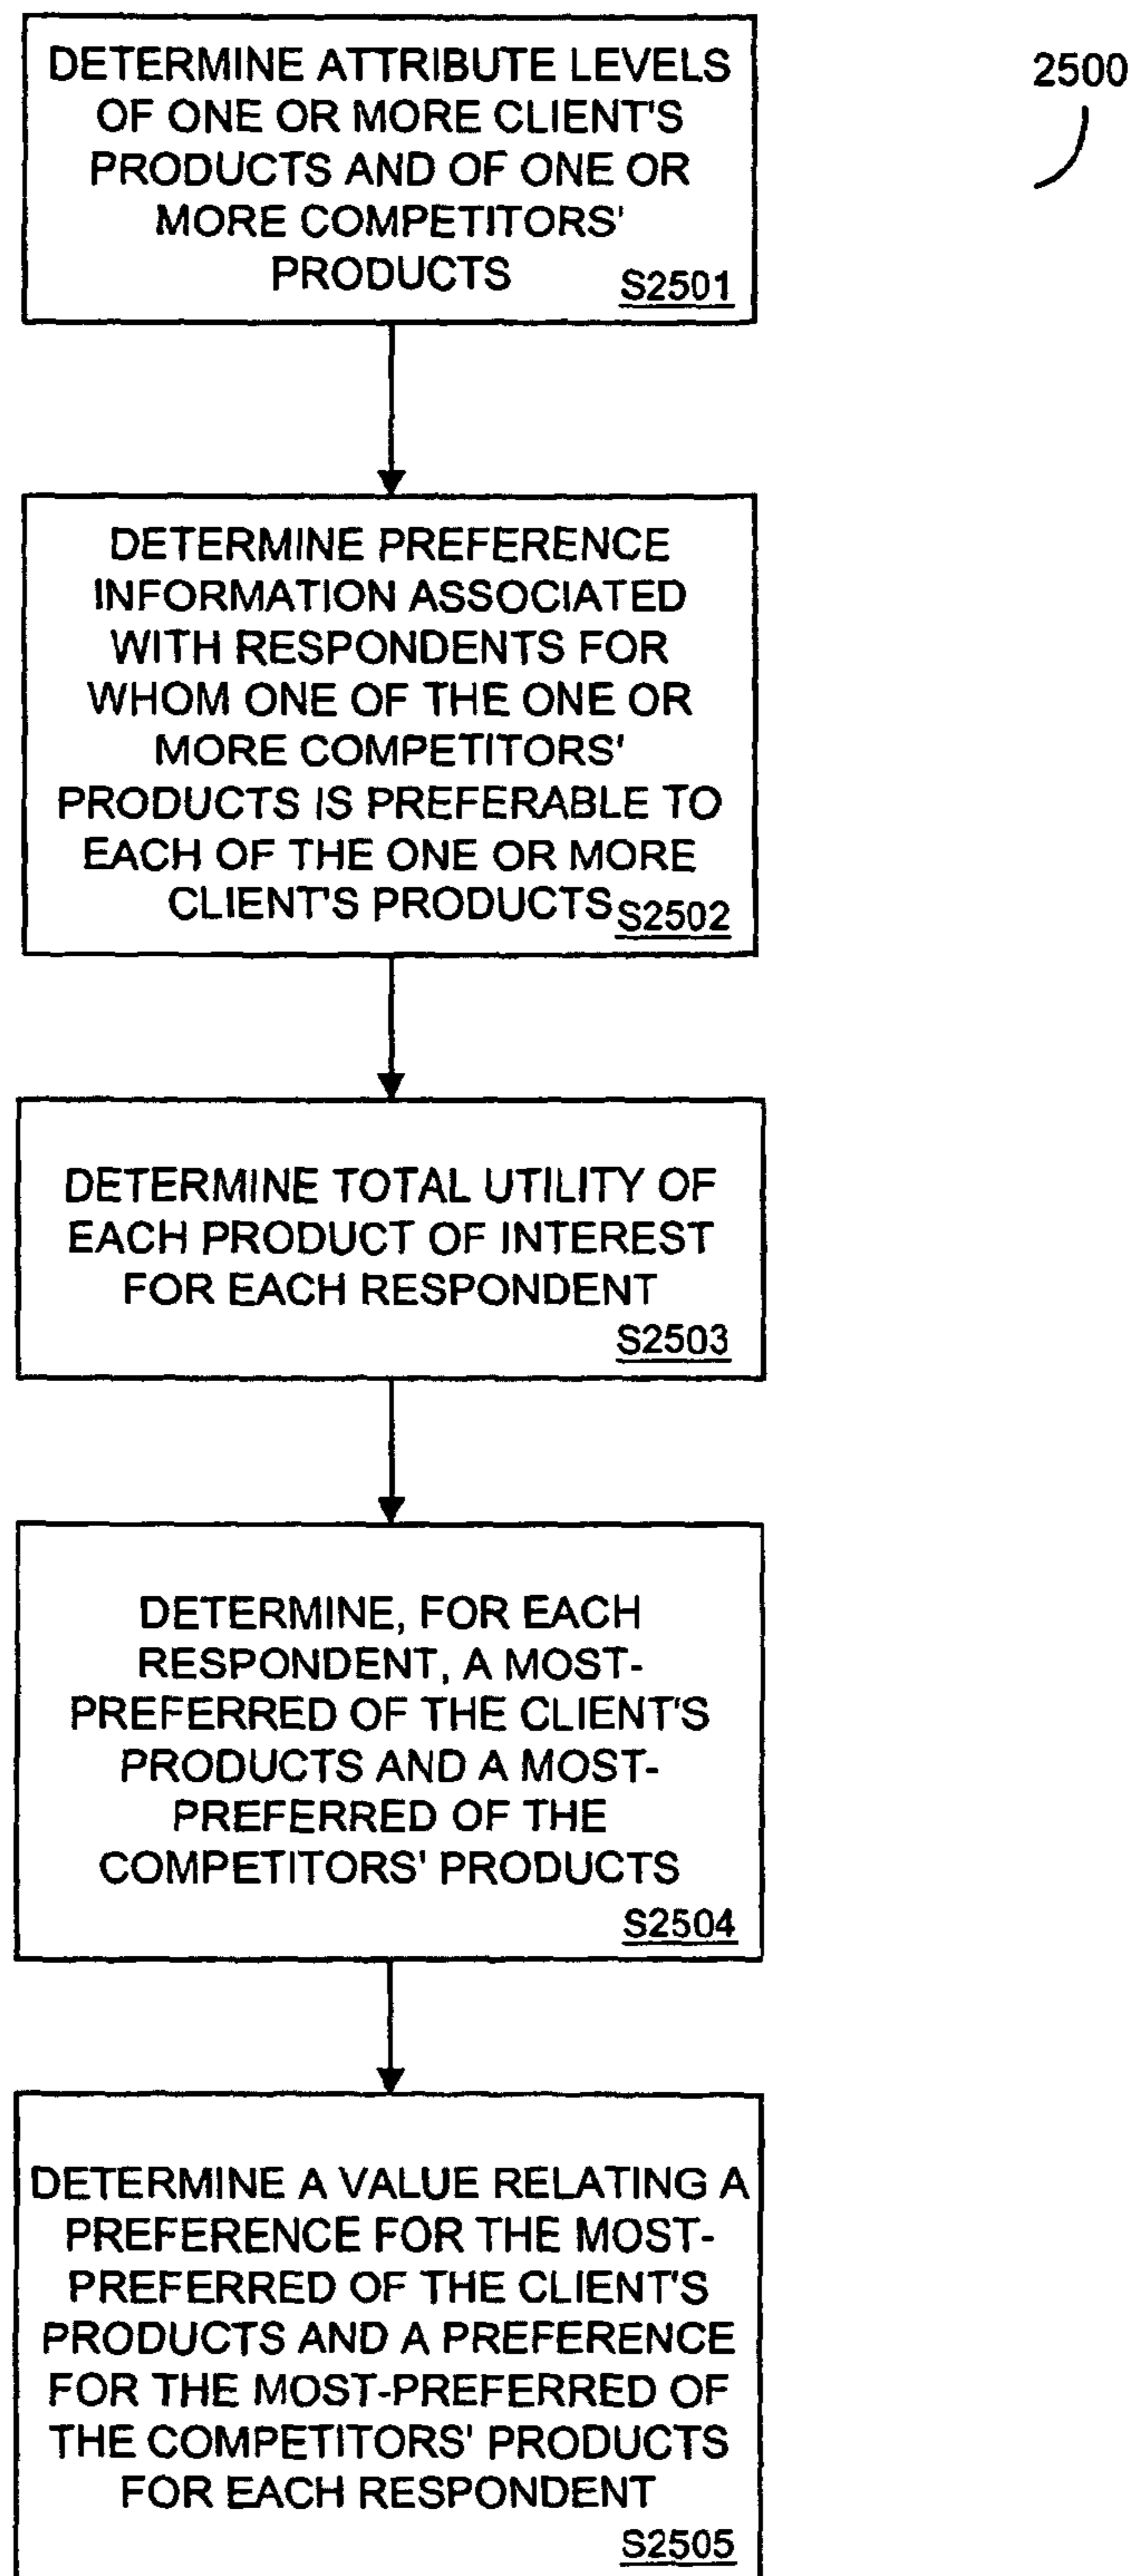 DETERMINE ATTRIBUTE LEVELS
OF ONE OR MORE CLIENT'S
PRODUCTS AND OF ONE OR
MORE COMPETITORS'
PRODUCTS
S2501
2500
DETERMINE PREFERENCE
INFORMATION ASSOCIATED
WITH RESPONDENTS FOR
WHOM ONE OF THE ONE OR
MORE COMPETITORS'
PRODUCTS IS PREFERABLE TO
EACH OF THE ONE OR MORE
CLIENT'S PRODUCTS
S2502
DETERMINE TOTAL UTILITY OF
EACH PRODUCT OF INTEREST
FOR EACH RESPONDENT
S2503
DETERMINE, FOR EACH
RESPONDENT, A MOST-
PREFERRED OF THE CLIENT'S
PRODUCTS AND A MOST-
PREFERRED OF THE
COMPETITORS' PRODUCTS
S2504
DETERMINE A VALUE RELATING A
PREFERENCE FOR THE MOST-
PREFERRED OF THE CLIENT'S
PRODUCTS AND A PREFERENCE
FOR THE MOST-PREFERRED OF
THE COMPETITORS' PRODUCTS
FOR EACH RESPONDENT
S2505